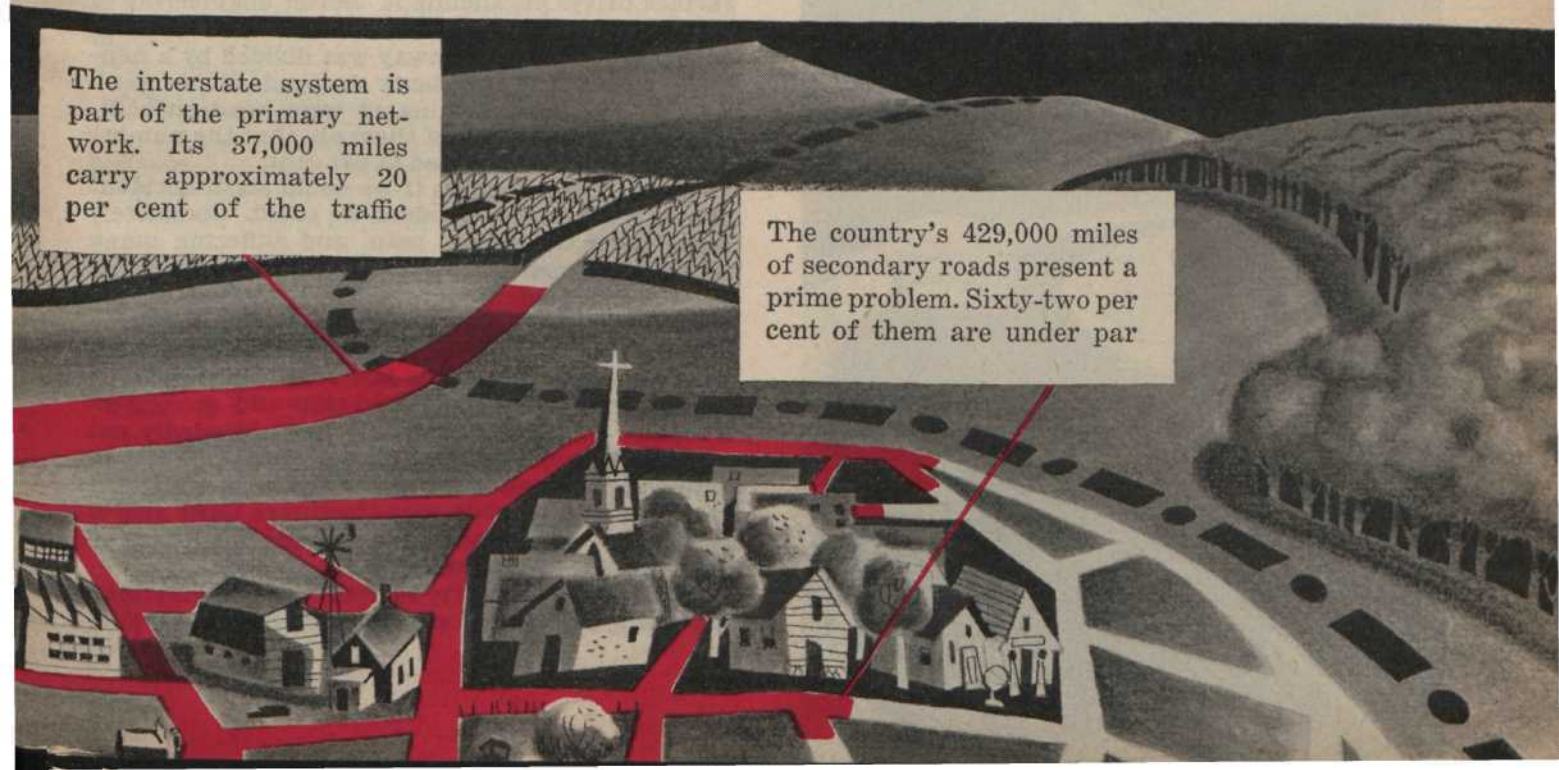 The interstate system is
part of the primary net-
work. Its 37,000 miles
carry approximately 20
per cent of the traffic
The country's 429,000 miles
of secondary roads present a
prime problem. Sixty-two per
cent of them are under par